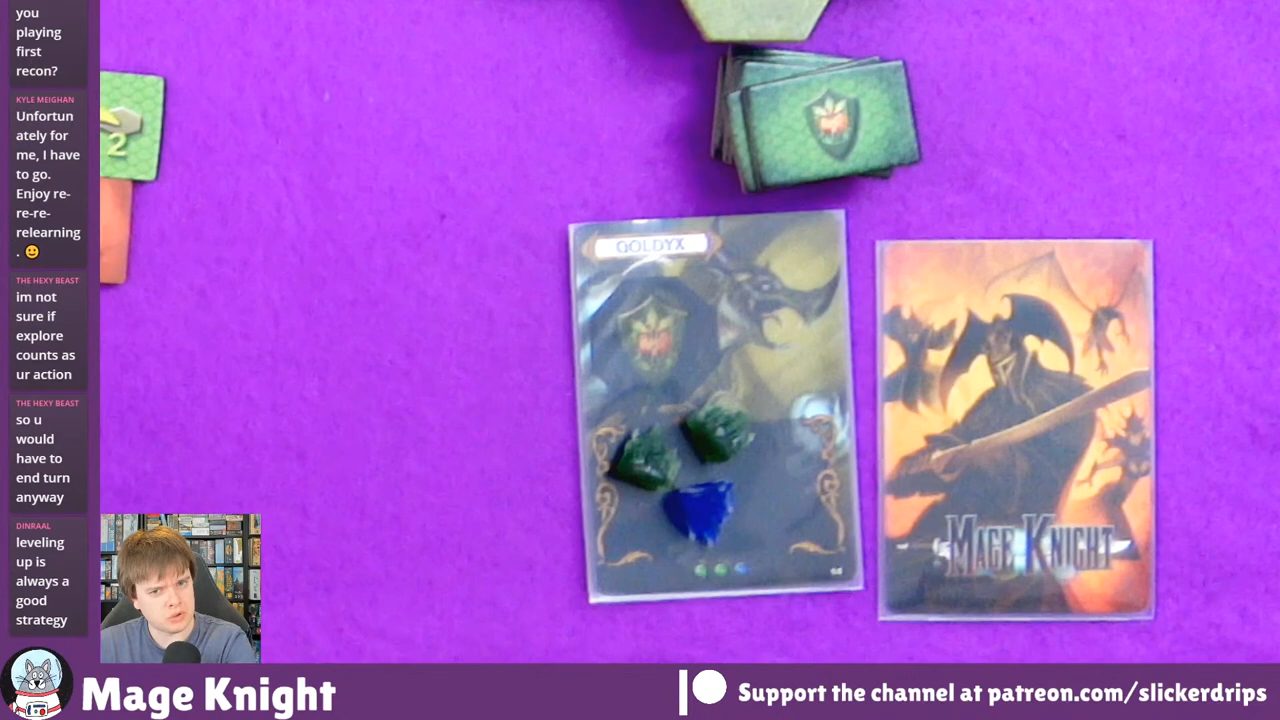 you
playing
first
recon?
KYLE MEIGHAN
Unfortun
ately for
me, I have
to go.
Enjoy re-
re-re-
relearning
. 🙂
THE HEXY BEAST
im not
sure if
explore
counts as
ur action
THE HEXY BEAST
so u
would
have to
end turn
anyway
DINRAAL
leveling
up is
always a
good
strategy
2
GOLDYX
MAGE KNIGHT
Mage Knight
Support the channel at patreon.com/slickerdrips